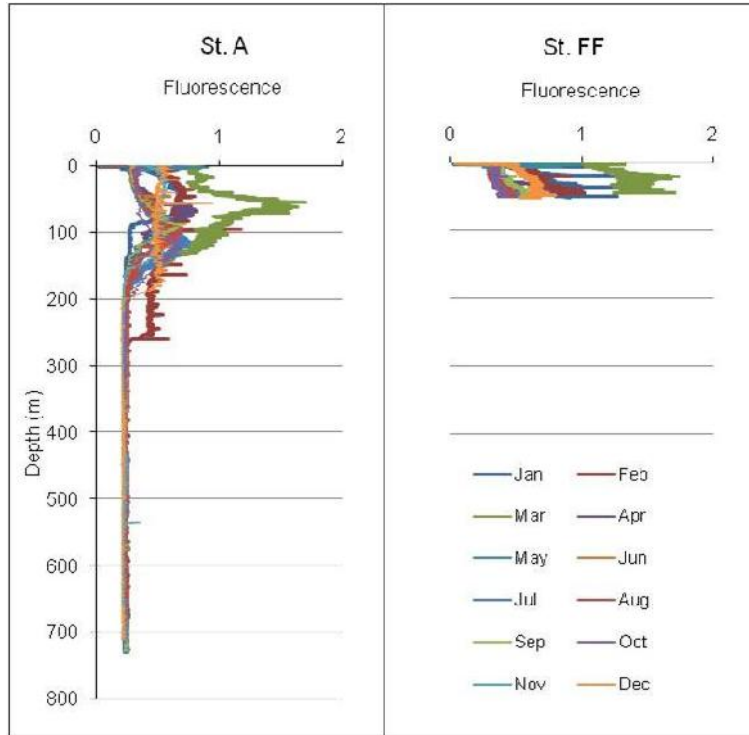 St. A
Fluorescence
0 1 2
0
100
200
300
400
500
600
700
800
Depth (m)
St. FF
Fluorescence
0 1 2
Jan Feb
Mar Apr
May Jun
Jul Aug
Sep Oct
Nov Dec